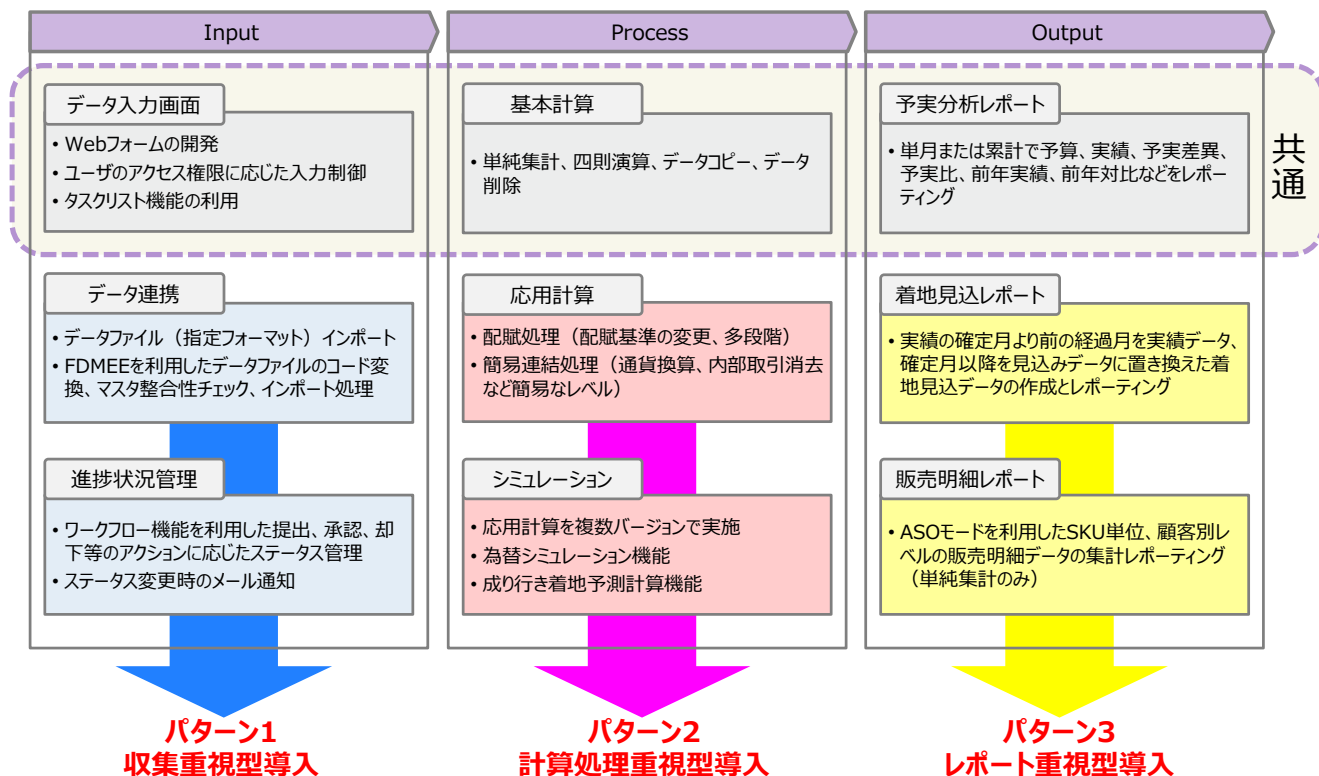 Input
Process
Output
データ入力画面
• Webフォームの開発
• ユーザのアクセス権限に応じた入力制御
• タスクリスト機能の利用
基本計算
• 単純集計、四則演算、データコピー、データ
削除
予実分析レポート
• 単月または累計で予算、実績、予実差異、
予実比、前年実績、前年対比などをレポー
ティング
共通
データ連携
• データファイル（指定フォーマット）インポート
• FDMEEを利用したデータファイルのコード変
換、マスタ整合性チェック、インポート処理
応用計算
• 配賦処理（配賦基準の変更、多段階）
• 簡易連結処理（通貨換算、内部取引消去
など簡易なレベル）
着地見込レポート
• 実績の確定月より前の経過月を実績データ、
確定月以降を見込みデータに置き換えた着
地見込データの作成とレポーティング
進捗状況管理
• ワークフロー機能を利用した提出、承認、却
下等のアクションに応じたステータス管理
• ステータス変更時のメール通知
シミュレーション
• 応用計算を複数バージョンで実施
• 為替シミュレーション機能
• 成り行き着地予測計算機能
販売明細レポート
• ASOモードを利用したSKU単位、顧客別レ
ベルの販売明細データの集計レポーティング
（単純集計のみ）
パターン1
収集重視型導入
パターン2
計算処理重視型導入
パターン3
レポート重視型導入